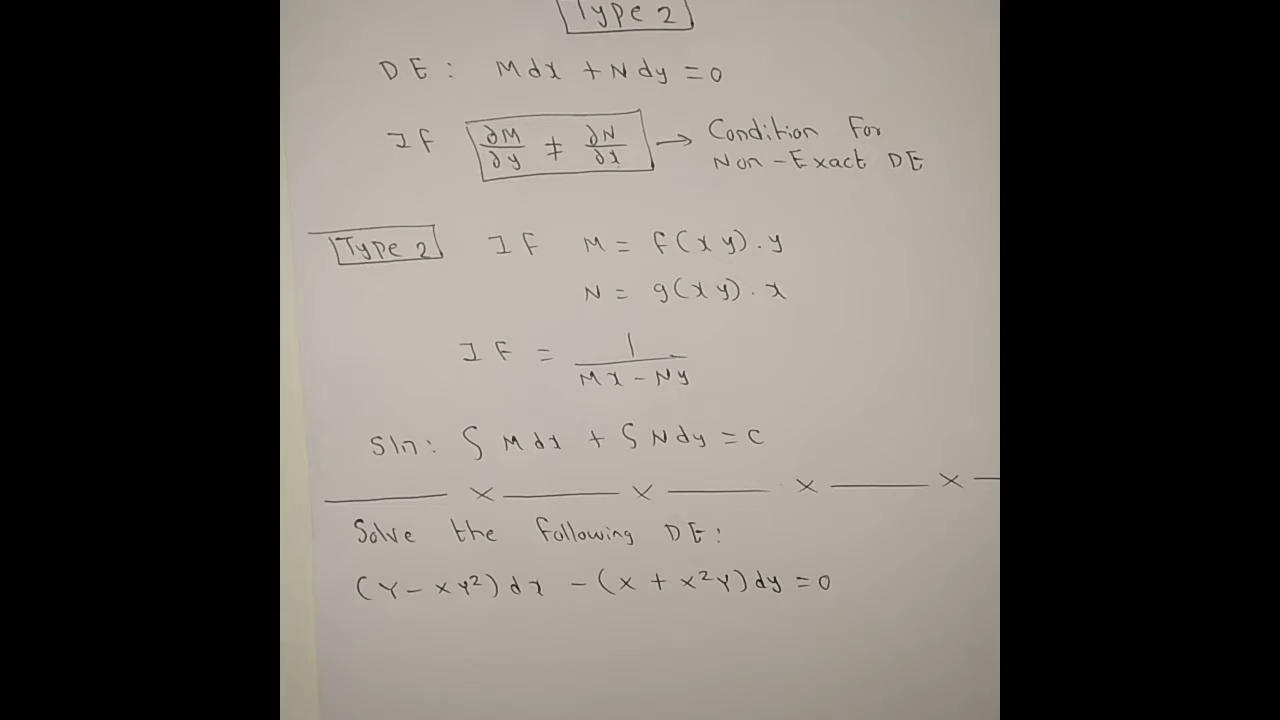 Type 2
DE: Mdx + Ndy = 0
IF ∂M/∂y ≠ ∂N/∂x → Condition For
Non-Exact DE
Type 2 IF M = f(xy).y
N = g(xy).x
IF = 1/(Mx - Ny)
Sln: ∫ Mdx + ∫ Ndy = C
Solve the following DE:
(Y - XY²)dx - (X + X²Y)dy = 0